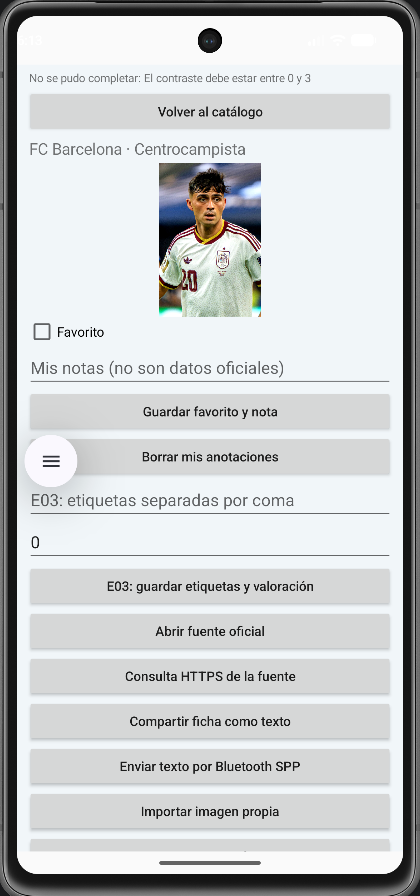 No se pudo completar: El contraste debe estar entre 0 y 3
Volver al catálogo
FC Barcelona · Centrocampista
20
Favorito
Mis notas (no son datos oficiales)
Guardar favorito y nota
Borrar mis anotaciones
E03: etiquetas separadas por coma
0
E03: guardar etiquetas y valoración
Abrir fuente oficial
Consulta HTTPS de la fuente
Compartir ficha como texto
Enviar texto por Bluetooth SPP
Importar imagen propia